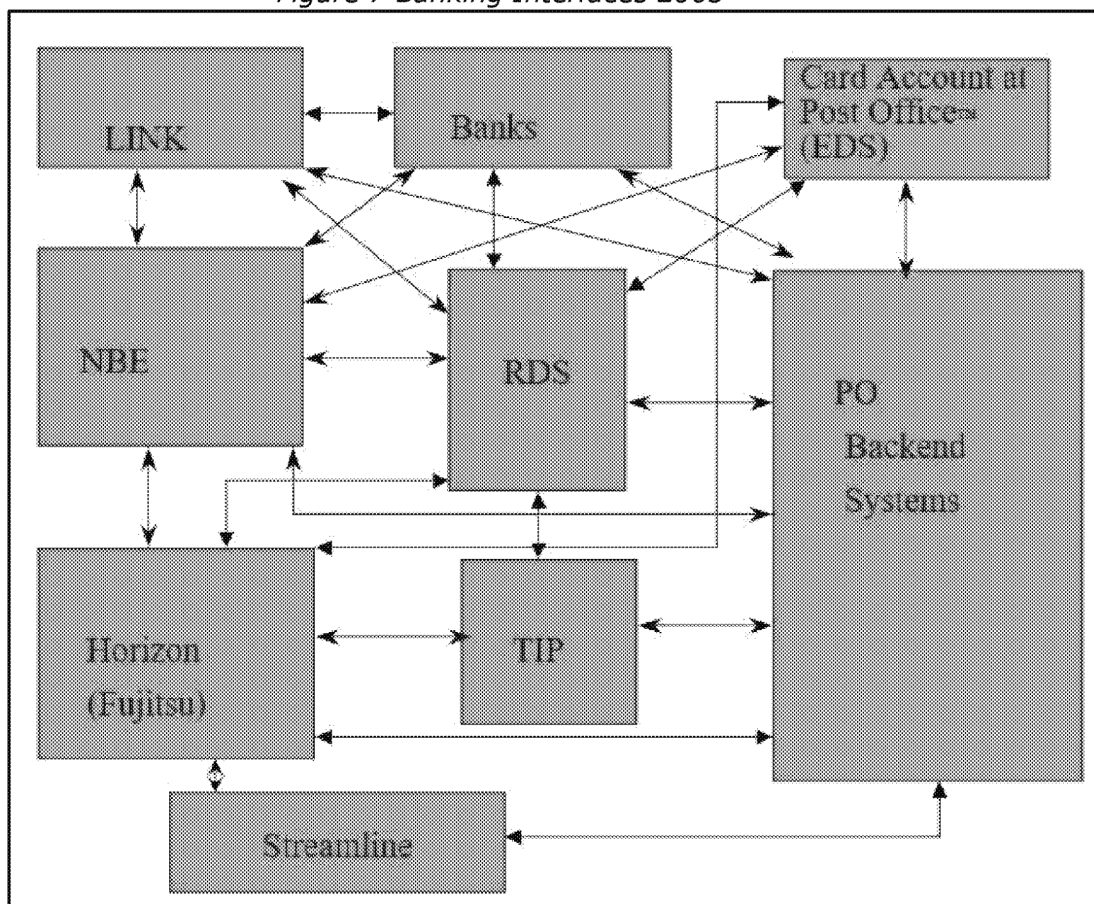 Figure 7 Banking Interfaces 2003
LINK
Banks
Card Account at
Post Office™
(EDS)
NBE
RDS
PO
Backend
Systems
Horizon
(Fujitsu)
TIP
Streamline